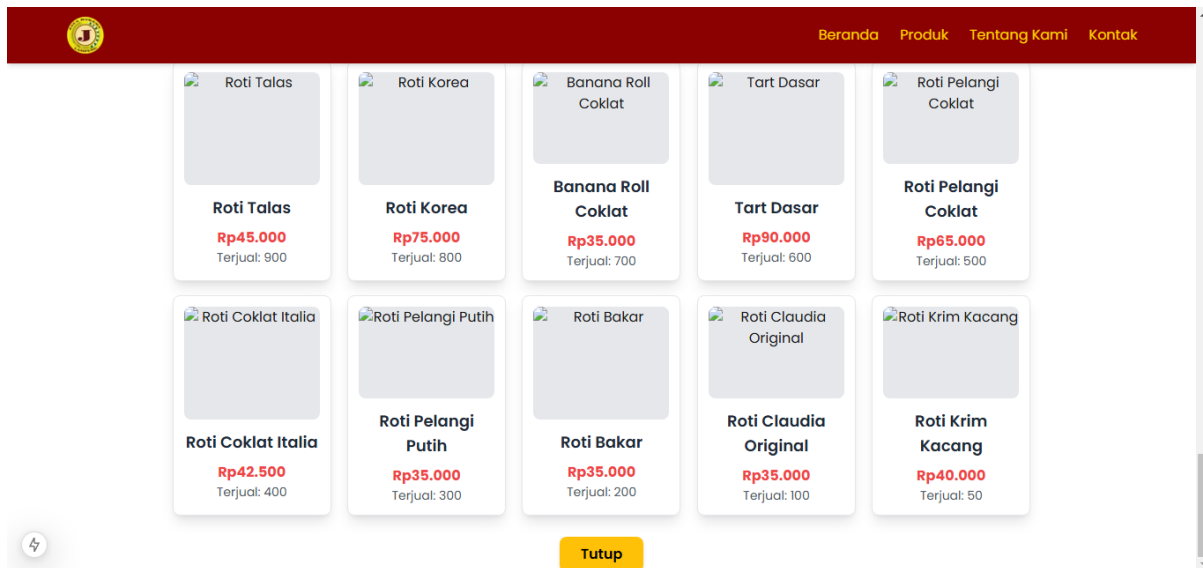 J
Beranda Produk Tentang Kami Kontak
Roti Talas
Roti Talas
Rp45.000
Terjual: 900
Roti Korea
Roti Korea
Rp75.000
Terjual: 800
Banana Roll
Coklat
Banana Roll
Coklat
Rp35.000
Terjual: 700
Tart Dasar
Tart Dasar
Rp90.000
Terjual: 600
Roti Pelangi
Coklat
Roti Pelangi
Coklat
Rp65.000
Terjual: 500
Roti Coklat Italia
Roti Coklat Italia
Rp42.500
Terjual: 400
Roti Pelangi Putih
Roti Pelangi
Putih
Rp35.000
Terjual: 300
Roti Bakar
Roti Bakar
Rp35.000
Terjual: 200
Roti Claudia
Original
Roti Claudia
Original
Rp35.000
Terjual: 100
Roti Krim Kacang
Roti Krim
Kacang
Rp40.000
Terjual: 50
Tutup